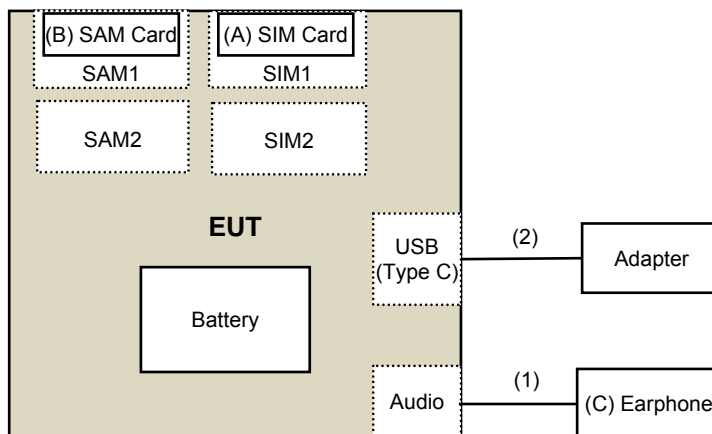 (B) SAM Card
(A) SIM Card
SAM1
SIM1
SAM2
SIM2
EUT
USB
(Type C)
(2)
Adapter
Battery
Audio
(1)
(C) Earphone